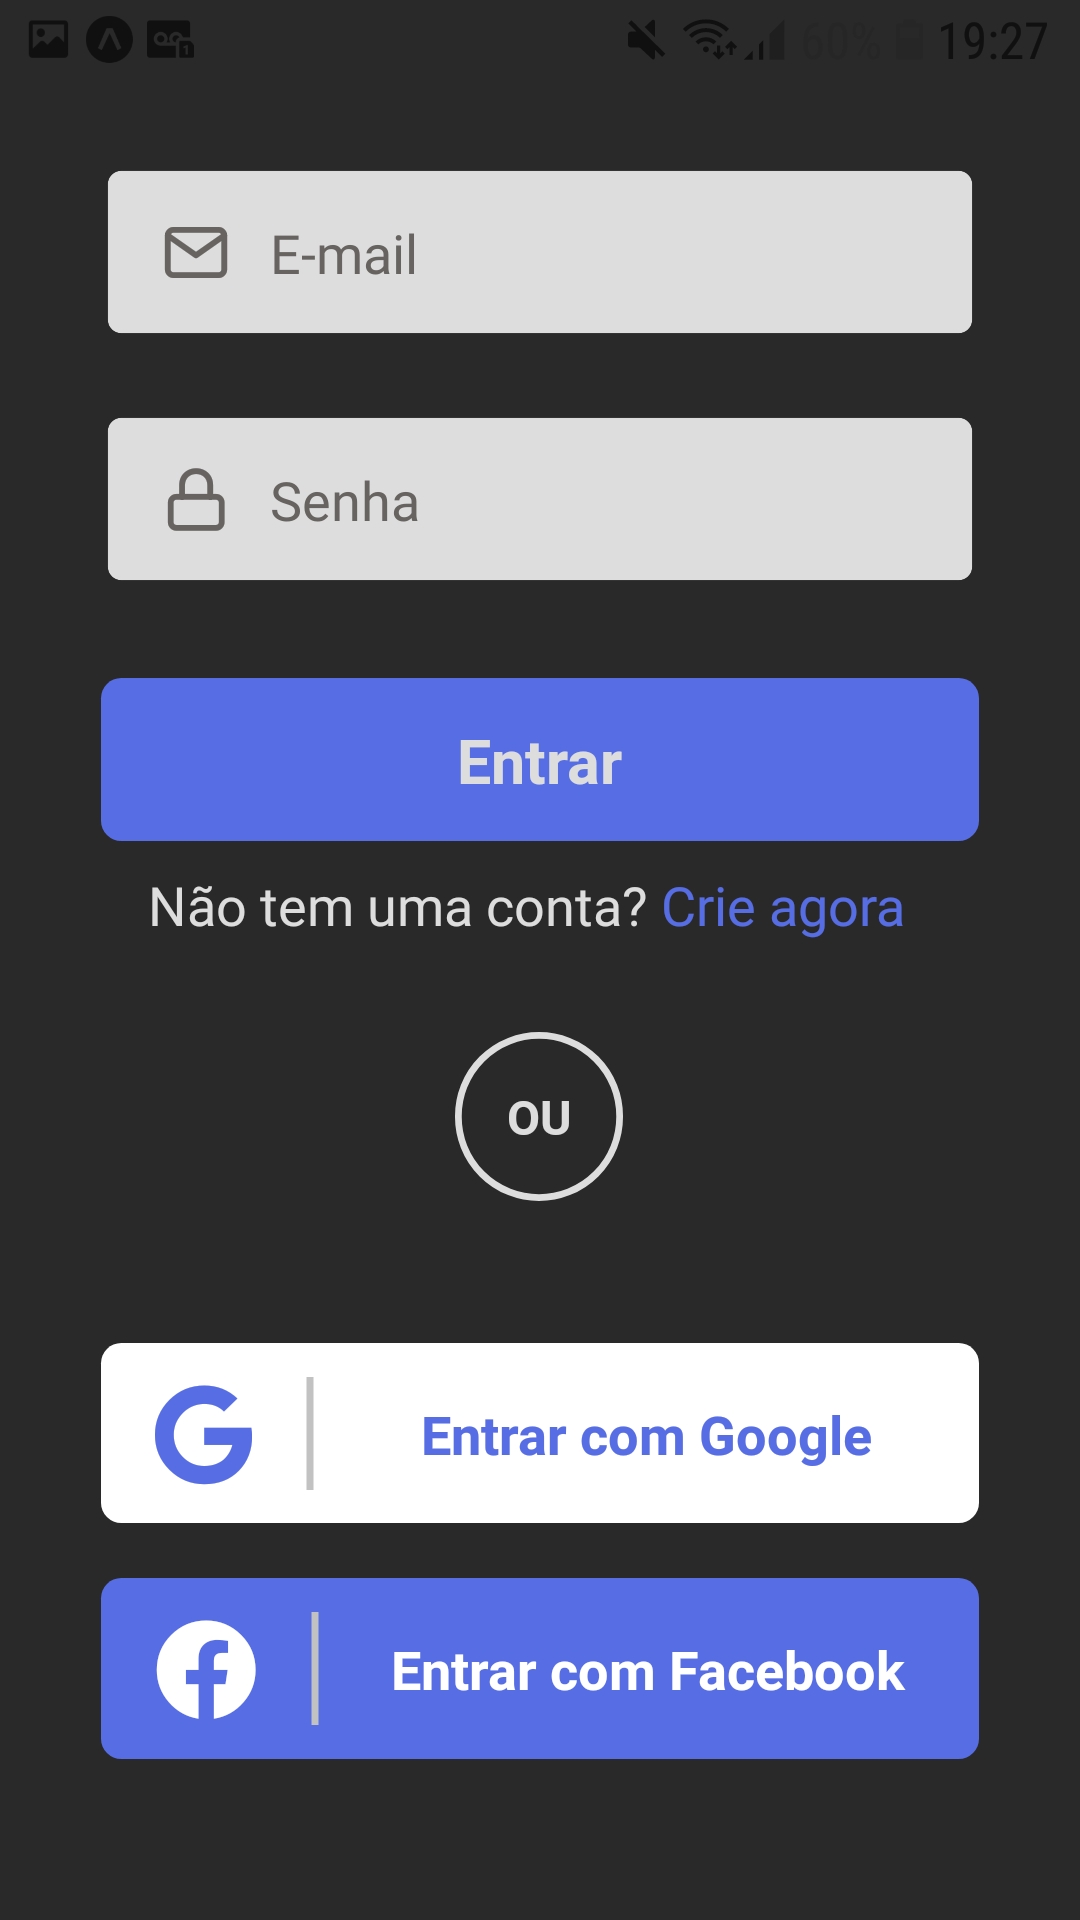 60% 19:27
E-mail
Senha
Entrar
Não tem uma conta? Crie agora
OU
Entrar com Google
Entrar com Facebook